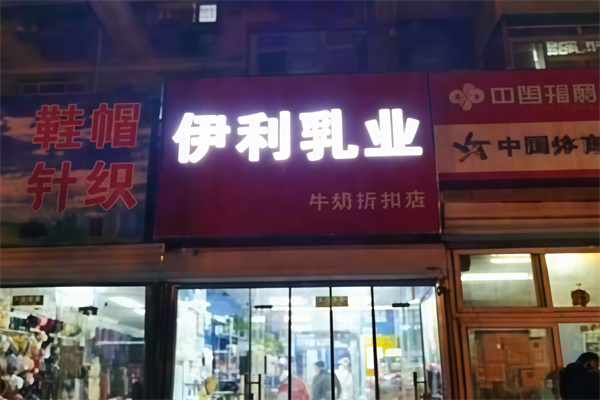 鞋帽
针织
伊利乳业
牛奶折扣店
中国福
中国体育